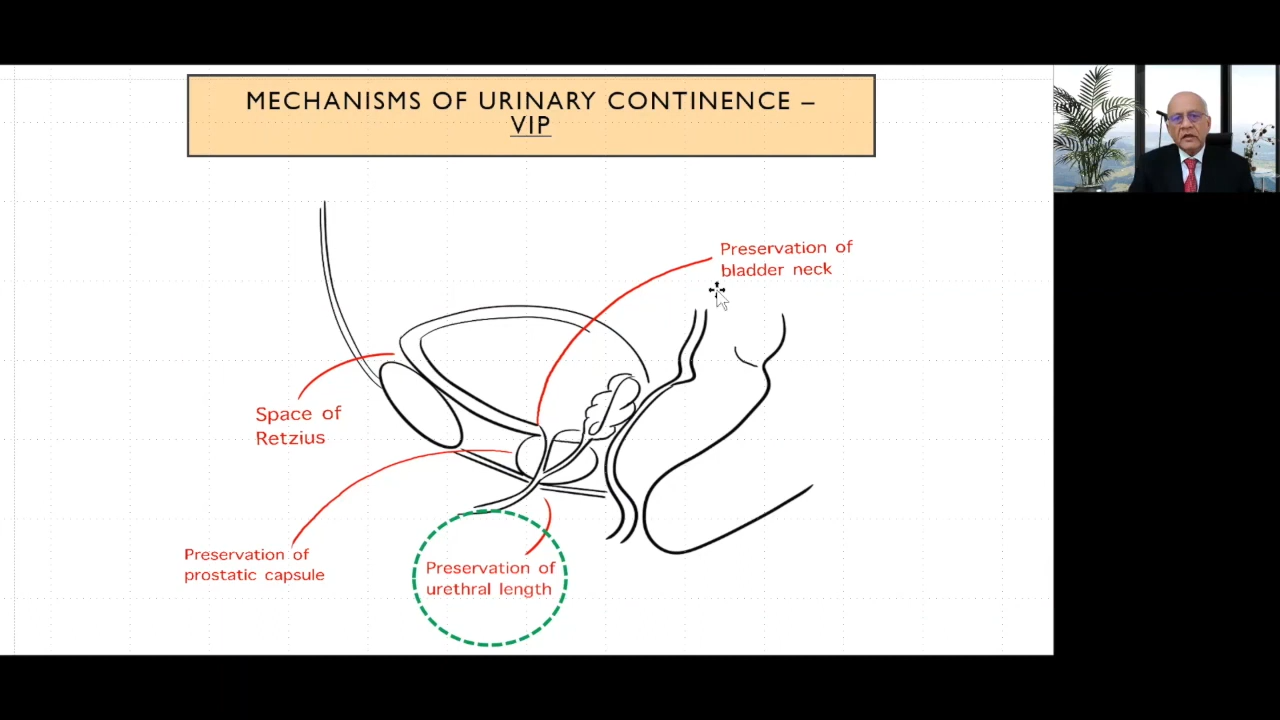 MECHANISMS OF URINARY CONTINENCE –
VIP
Preservation of
bladder neck
Space of
Retzius
Preservation of
prostatic capsule
Preservation of
urethral length